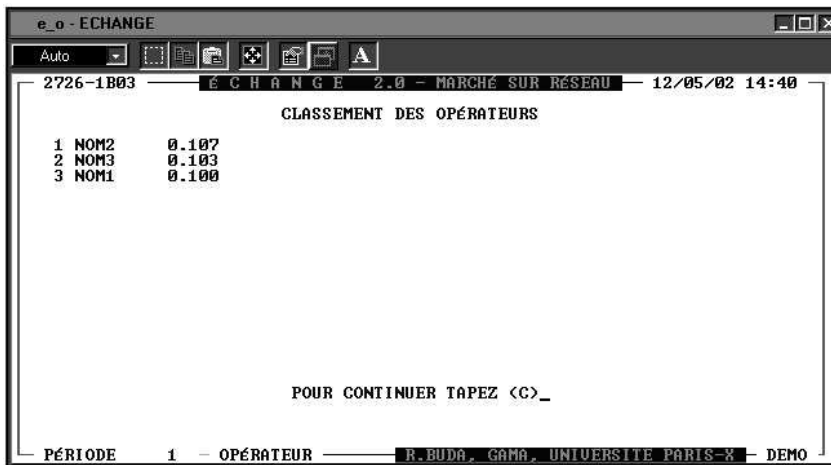 e_o - ECHANGE
Auto A
2726-1B03 É C H A N G E 2.0 - MARCHÉ SUR RÉSEAU 12/05/02 14:40
CLASSEMENT DES OPÉRATEURS
1 NOM2 0.107
2 NOM3 0.103
3 NOM1 0.100
POUR CONTINUER TAPEZ <C>_
PÉRIODE 1 - OPÉRATEUR R.BUDA, GAMA, UNIVERSITE PARIS-X DEMO